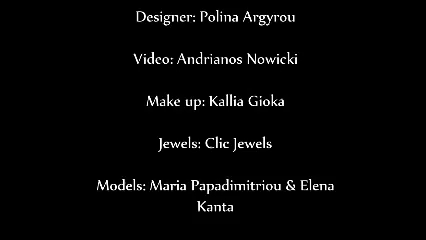 Designer: Polina Argyrou
Video: Andrianos Nowicki
Make up: Kallia Gioka
Jewels: Clic Jewels
Models: Maria Papadimitriou & Elena
Kanta